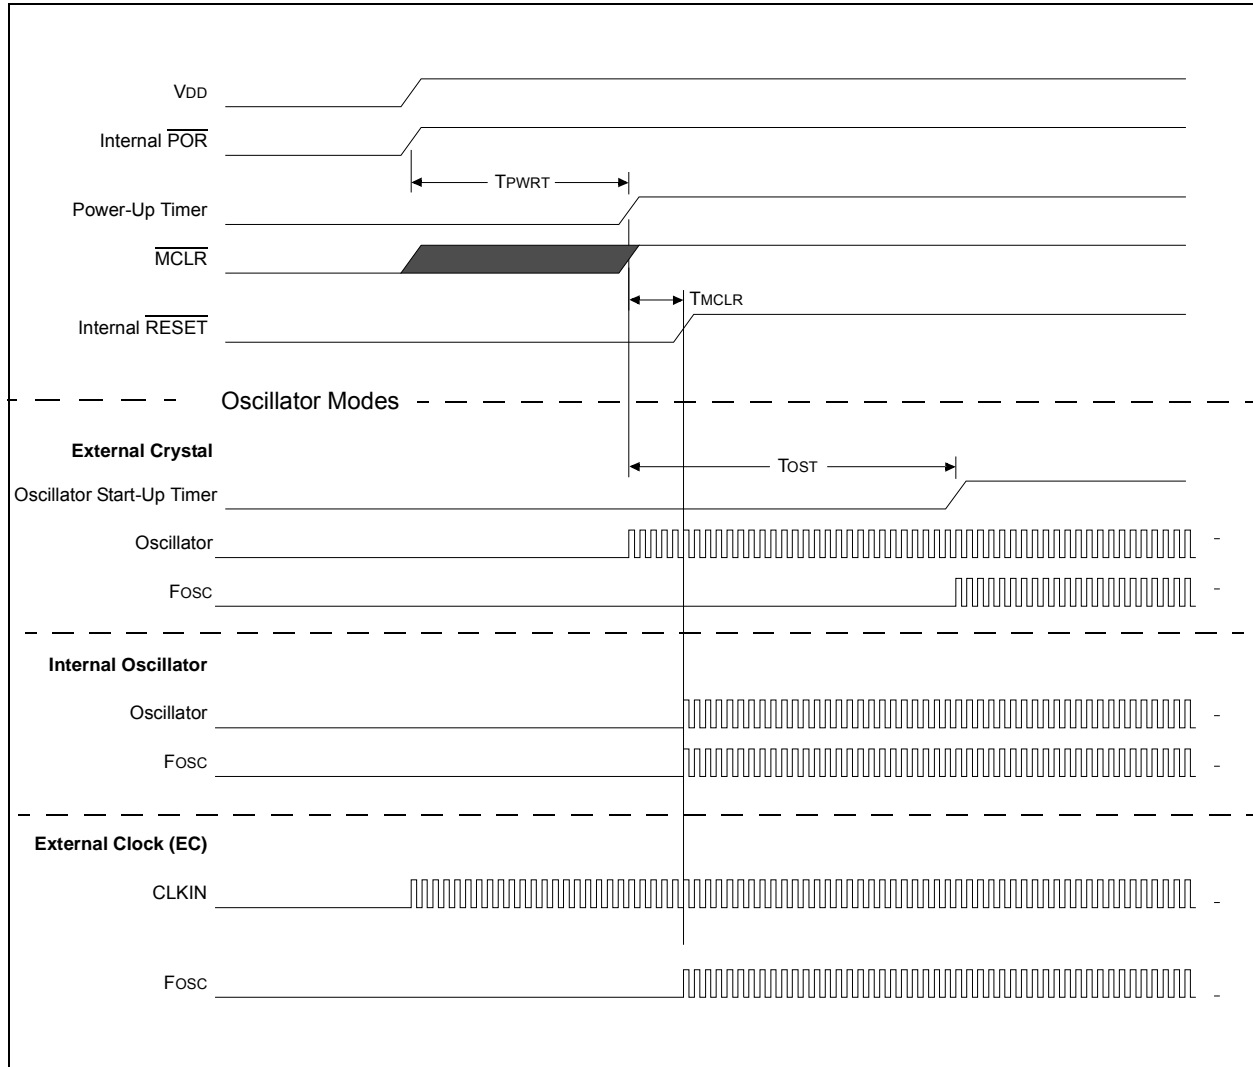 VDD
Internal POR
TPWRT
Power-Up Timer
MCLR
TMCLR
Internal RESET
Oscillator Modes
External Crystal
TOST
Oscillator Start-Up Timer
Oscillator
FOSC
Internal Oscillator
Oscillator
FOSC
External Clock (EC)
CLKIN
FOSC